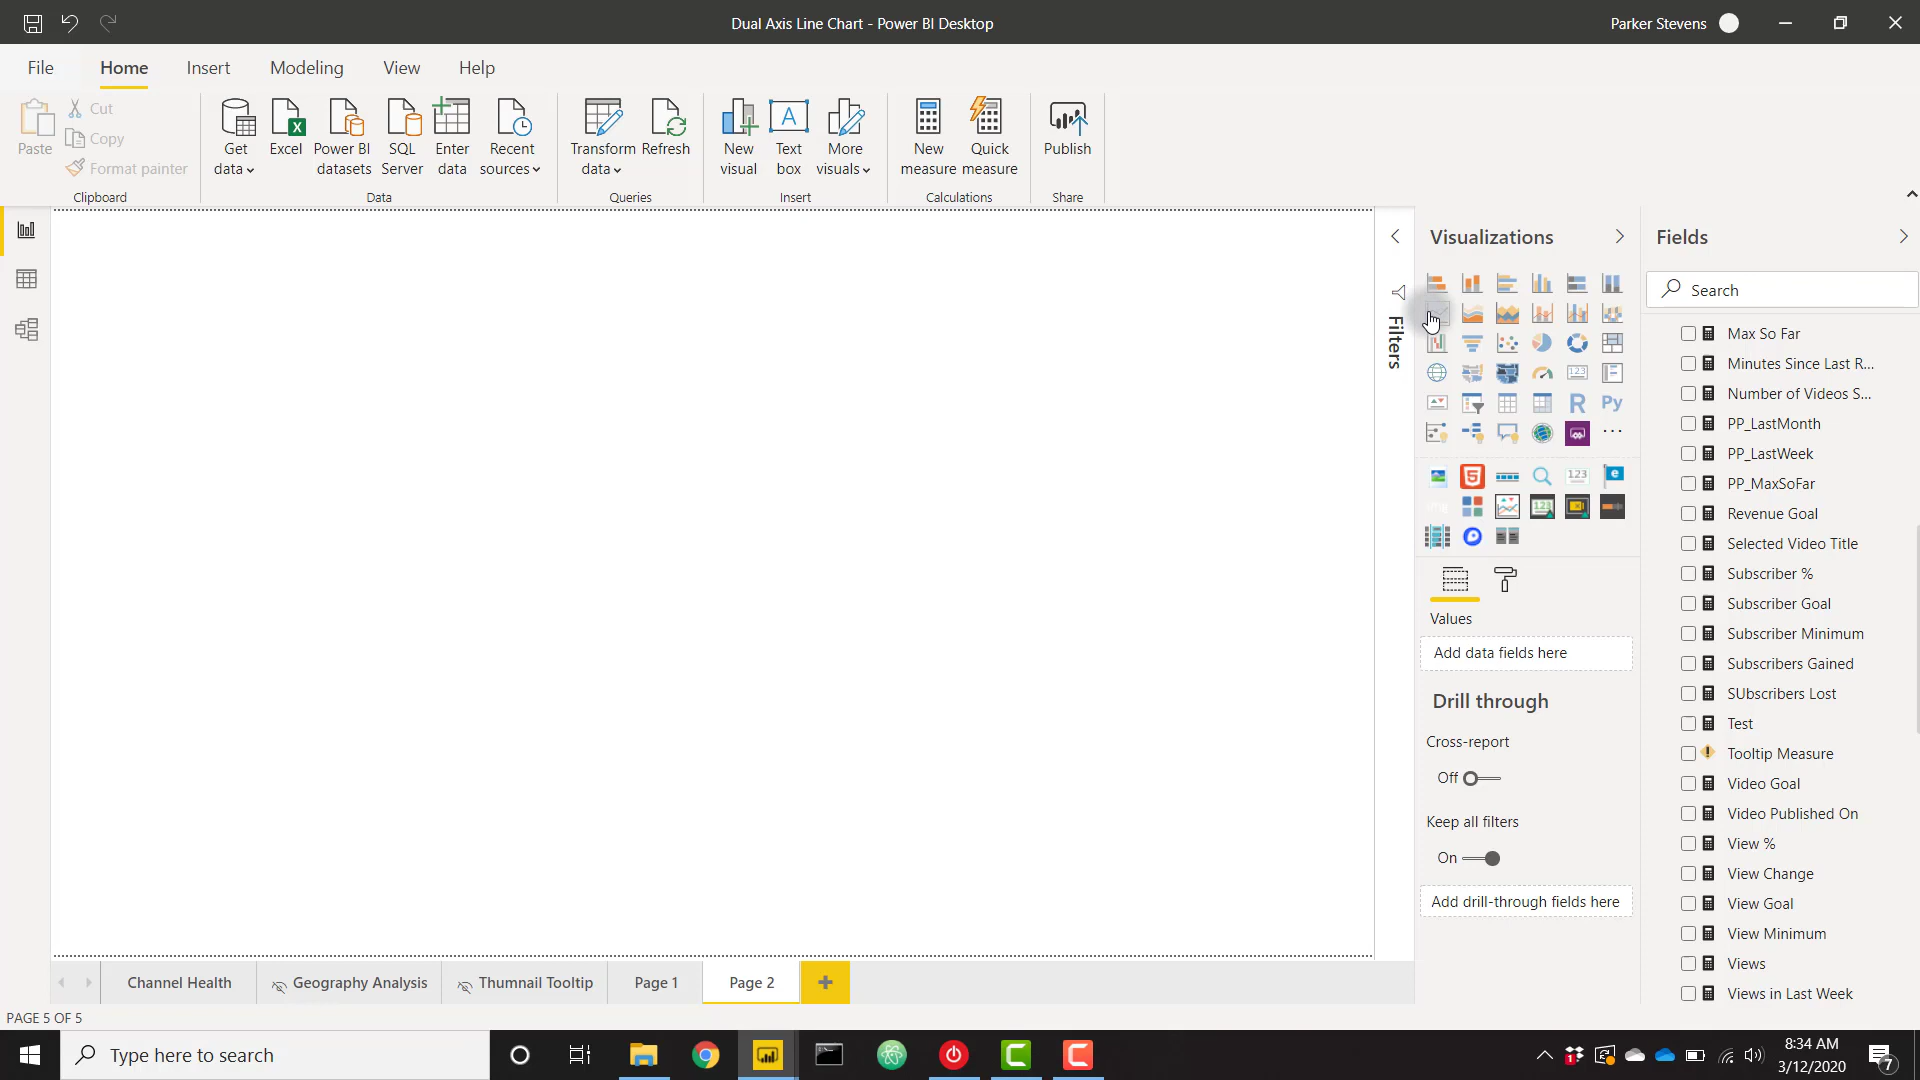 Dual Axis Line Chart - Power BI Desktop
Parker Stevens
File
Home
Insert
Modeling
View
Help
Paste
Cut
Copy
Format painter
Clipboard
Get
data
Excel
Power BI
datasets
SQL
Server
Enter
data
Recent
sources
Data
Transform
data
Refresh
Queries
New
visual
Text
box
More
visuals
Insert
New
measure
Quick
measure
Calculations
Publish
Share
Filters
Visualizations
R
Py
123
123
Values
Add data fields here
Drill through
Cross-report
Off
Keep all filters
On
Add drill-through fields here
Fields
Search
Max So Far
Minutes Since Last R...
Number of Videos S...
PP_LastMonth
PP_LastWeek
PP_MaxSoFar
Revenue Goal
Selected Video Title
Subscriber %
Subscriber Goal
Subscriber Minimum
Subscribers Gained
SUbscribers Lost
Test
Tooltip Measure
Video Goal
Video Published On
View %
View Change
View Goal
View Minimum
Views
Views in Last Week
Channel Health
Geography Analysis
Thumnail Tooltip
Page 1
Page 2
PAGE 5 OF 5
Type here to search
8:34 AM
3/12/2020
7